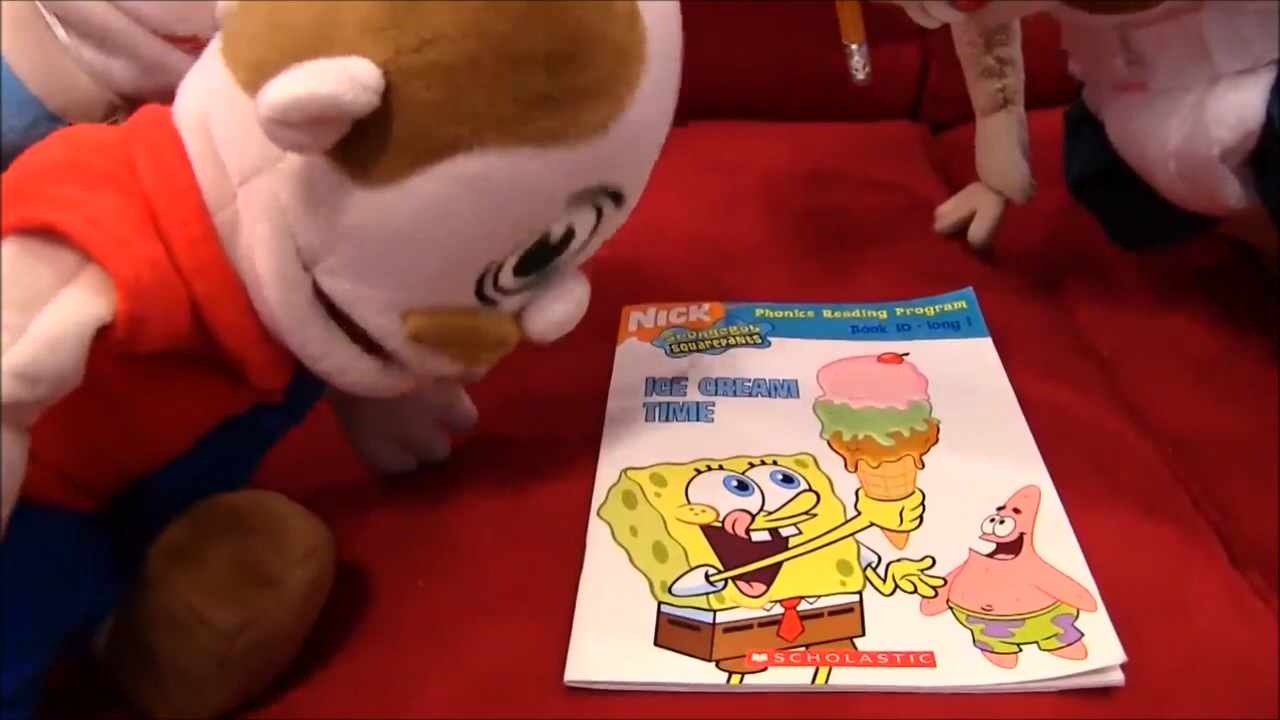 NICK
SPONGEBOB
SQUAREPANTS
Phonics Reading Program
Book 10 · long i
ICE CREAM
TIME
SCHOLASTIC